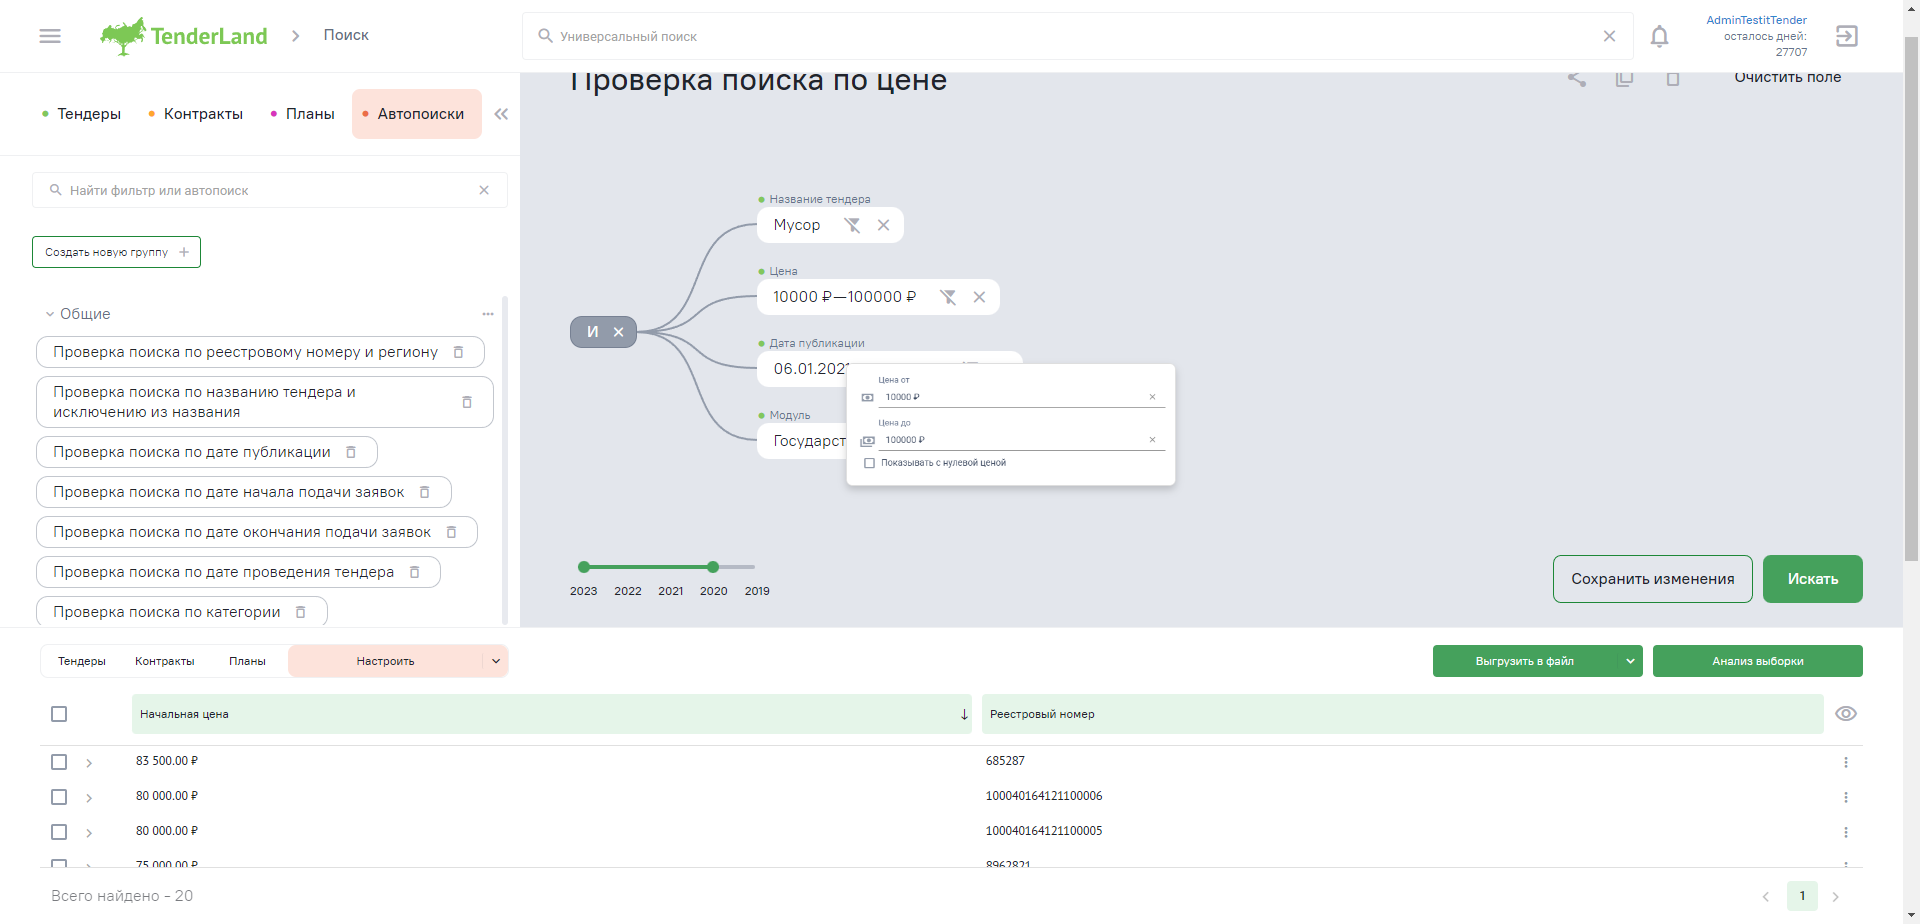 TenderLand
Поиск
Универсальный поиск
AdminTestitTender
осталось дней:
27707
Тендеры
Контракты
Планы
Автопоиски
Проверка поиска по цене
Очистить поле
Найти фильтр или автопоиск
Создать новую группу
Общие
Проверка поиска по реестровому номеру и региону
Проверка поиска по названию тендера и
исключению из названия
Проверка поиска по дате публикации
Проверка поиска по дате начала подачи заявок
Проверка поиска по дате окончания подачи заявок
Проверка поиска по дате проведения тендера
Проверка поиска по категории
И
Название тендера
Мусор
Цена
10000 ₽—100000 ₽
Дата публикации
06.01.202
Модуль
Государст
Цена от
10000 ₽
Цена до
100000 ₽
Показывать с нулевой ценой
2023 2022 2021 2020 2019
Сохранить изменения
Искать
Тендеры
Контракты
Планы
Настроить
Выгрузить в файл
Анализ выборки
Начальная цена
Реестровый номер
83 500.00 ₽ 685287
80 000.00 ₽ 100040164121100006
80 000.00 ₽ 100040164121100005
75 000.00 ₽ 8962821
Всего найдено - 20
1